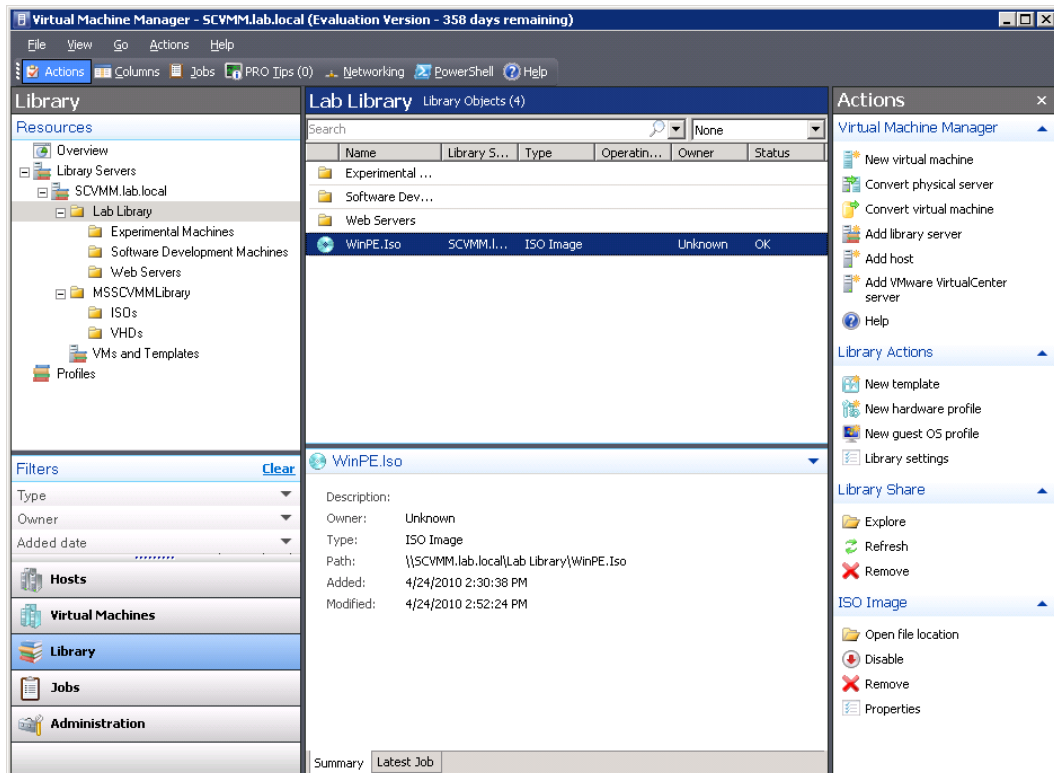 Virtual Machine Manager - SCVMM.lab.local (Evaluation Version - 358 days remaining)
File View Go Actions Help
Actions Columns Jobs PRO Tips (0) Networking PowerShell Help
Library
Resources
Overview
Library Servers
SCVMM.lab.local
Lab Library
Experimental Machines
Software Development Machines
Web Servers
MSSCVMMLibrary
ISOs
VHDs
VMs and Templates
Profiles
Filters Clear
Type
Owner
Added date
Hosts
Virtual Machines
Library
Jobs
Administration
Lab Library Library Objects (4)
Search None
Name Library S... Type Operatin... Owner Status
Experimental ...
Software Dev...
Web Servers
WinPE.Iso SCVMM.l... ISO Image Unknown OK
WinPE.Iso
Description:
Owner: Unknown
Type: ISO Image
Path: \\SCVMM.lab.local\Lab Library\WinPE.Iso
Added: 4/24/2010 2:30:38 PM
Modified: 4/24/2010 2:52:24 PM
Summary Latest Job
Actions
Virtual Machine Manager
New virtual machine
Convert physical server
Convert virtual machine
Add library server
Add host
Add VMware VirtualCenter
server
Help
Library Actions
New template
New hardware profile
New guest OS profile
Library settings
Library Share
Explore
Refresh
Remove
ISO Image
Open file location
Disable
Remove
Properties